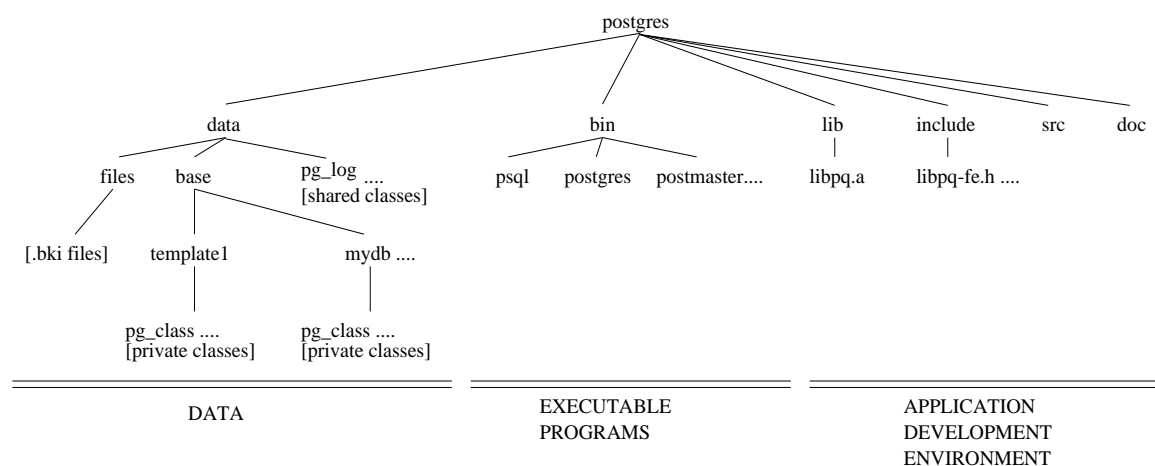 postgres
data bin lib include src doc
files base pg_log .... psql postgres postmaster.... libpq.a libpq-fe.h ....
[shared classes]
[.bki files] template1 mydb ....
pg_class .... pg_class ....
[private classes] [private classes]
DATA EXECUTABLE APPLICATION
PROGRAMS DEVELOPMENT
ENVIRONMENT